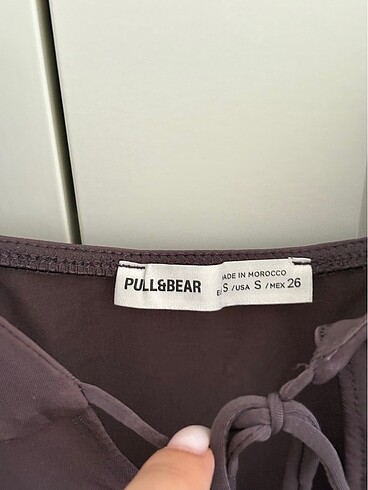 PULL&BEAR
MADE IN MOROCCO
S /USA S /MEX 26